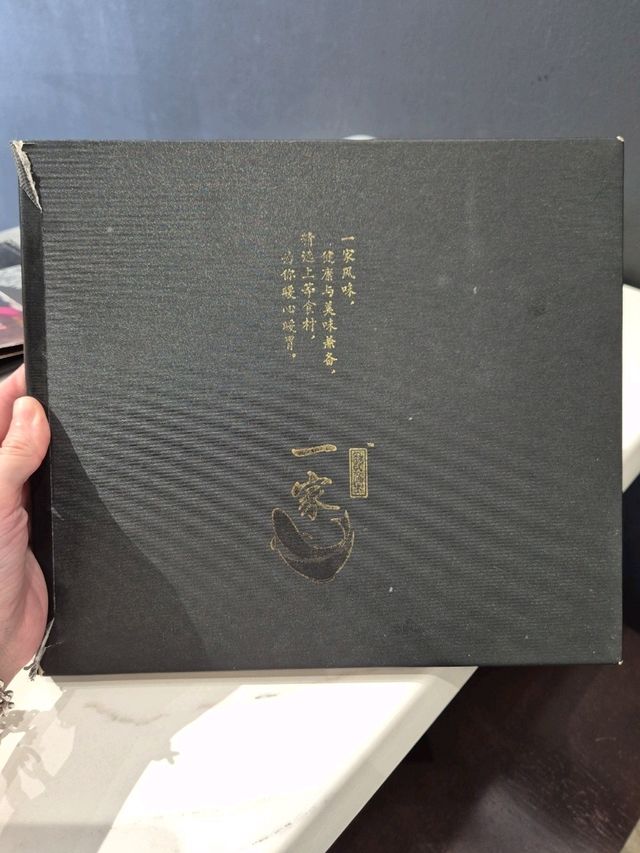 一家风味，
健康与美味兼备，
精选上等食材，
为你暖心暖胃。
一家